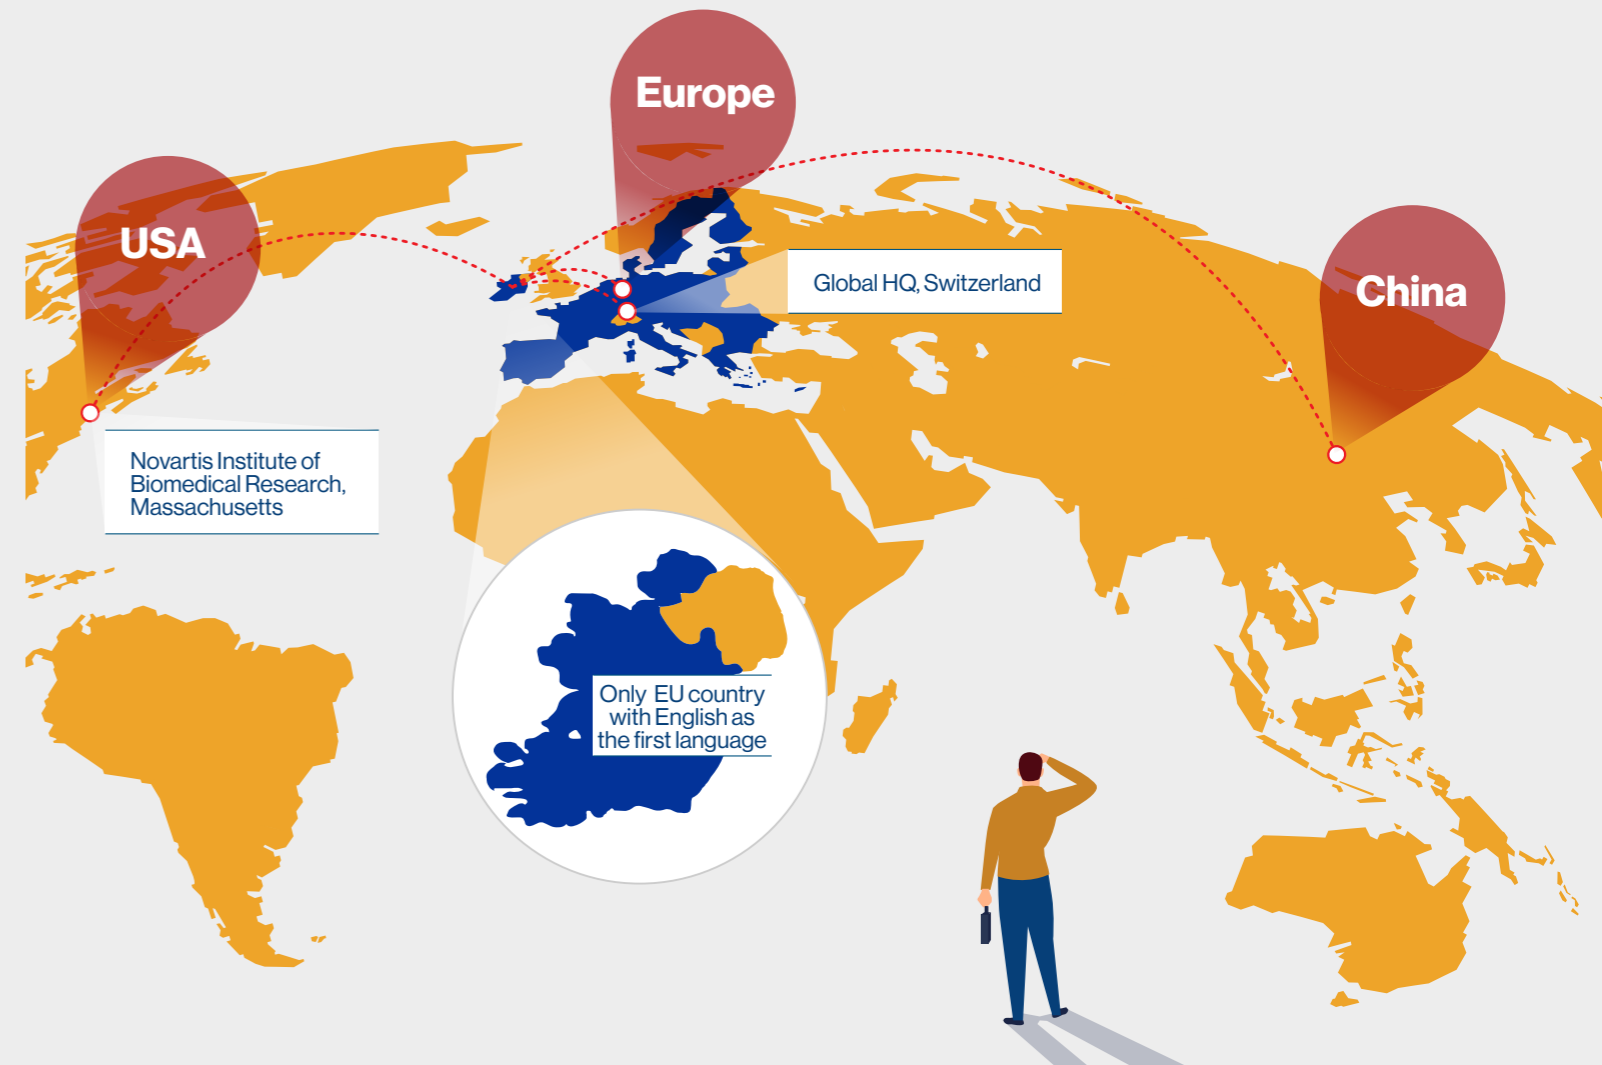 Europe
USA
China
Global HQ, Switzerland
Novartis Institute of
Biomedical Research,
Massachusetts
Only EU country
with English as
the first language